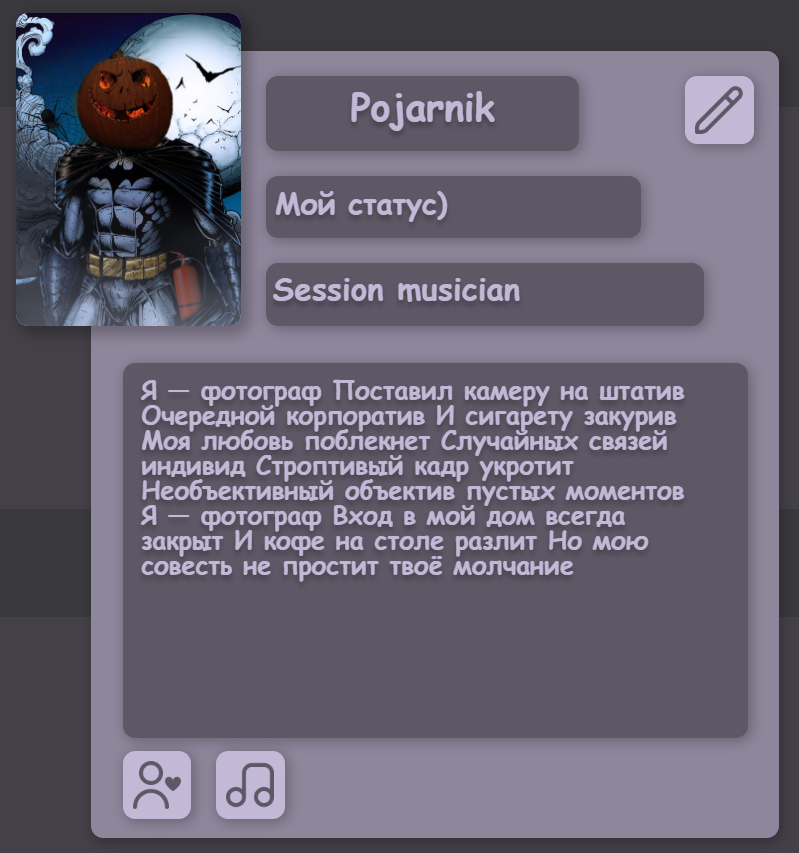 Pojarnik
Мой статус)
Session musician
Я — фотограф Поставил камеру на штатив
Очередной корпоратив И сигарету закурив
Моя любовь поблекнет Случайных связей
индивид Строптивый кадр укротит
Необъективный объектив пустых моментов
Я — фотограф Вход в мой дом всегда
закрыт И кофе на столе разлит Но мою
совесть не простит твоё молчание